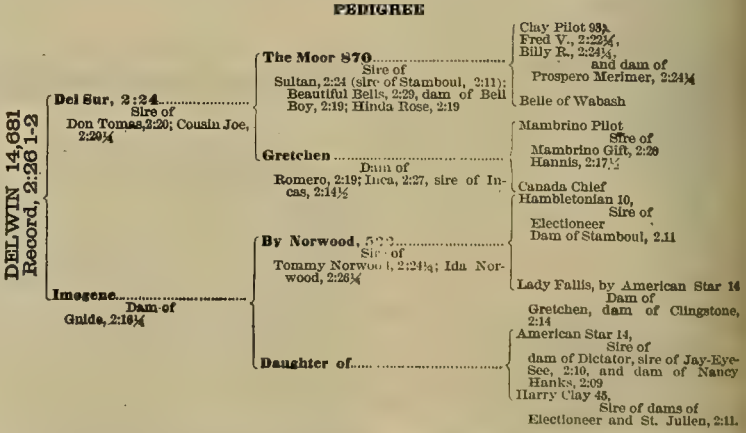 PEDIGREE
DELWIN 14,681
Record, 2:26 1-2
Del Sur, 2:24
Sire of
Don Tomas, 2:20; Cousin Joe,
2:20¼
Imogene
Dam of
Guide, 2:16¼
The Moor 870
Sire of
Sultan, 2:24 (sire of Stamboul, 2:11);
Beautiful Bells, 2:29, dam of Bell
Boy, 2:19; Hinda Rose, 2:19
Gretchen
Dam of
Romero, 2:19; Inca, 2:27, sire of In-
cas, 2:14½
By Norwood, 522
Sire of
Tommy Norwood, 2:24¼; Ida Nor-
wood, 2:26¼
Daughter of
Clay Pilot 93,
Fred V., 2:22¼,
Billy R., 2:24¼,
and dam of
Prospero Merimer, 2:24¼
Belle of Wabash
Mambrino Pilot
Sire of
Mambrino Gift, 2:20
Hannis, 2:17½
Canada Chief
Hambletonian 10,
Sire of
Electioneer
Dam of Stamboul, 2.11
Lady Fallis, by American Star 14
Dam of
Gretchen, dam of Clingstone,
2:14
American Star 14,
Sire of
dam of Dictator, sire of Jay-Eye-
See, 2:10, and dam of Nancy
Hanks, 2:09
Harry Clay 45,
Sire of dams of
Electioneer and St. Julien, 2:11.